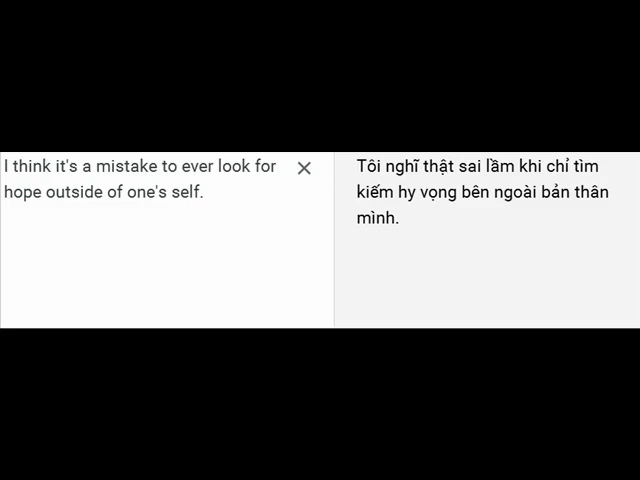 I think it's a mistake to ever look for
hope outside of one's self.
Tôi nghĩ thật sai lầm khi chỉ tìm
kiếm hy vọng bên ngoài bản thân
mình.